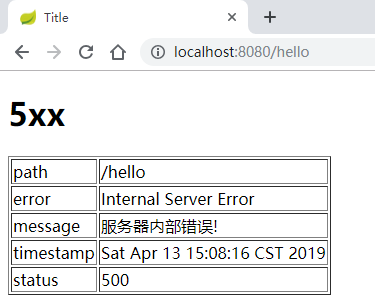 Title
localhost:8080/hello
5xx
path /hello
error Internal Server Error
message 服务器内部错误!
timestamp Sat Apr 13 15:08:16 CST 2019
status 500